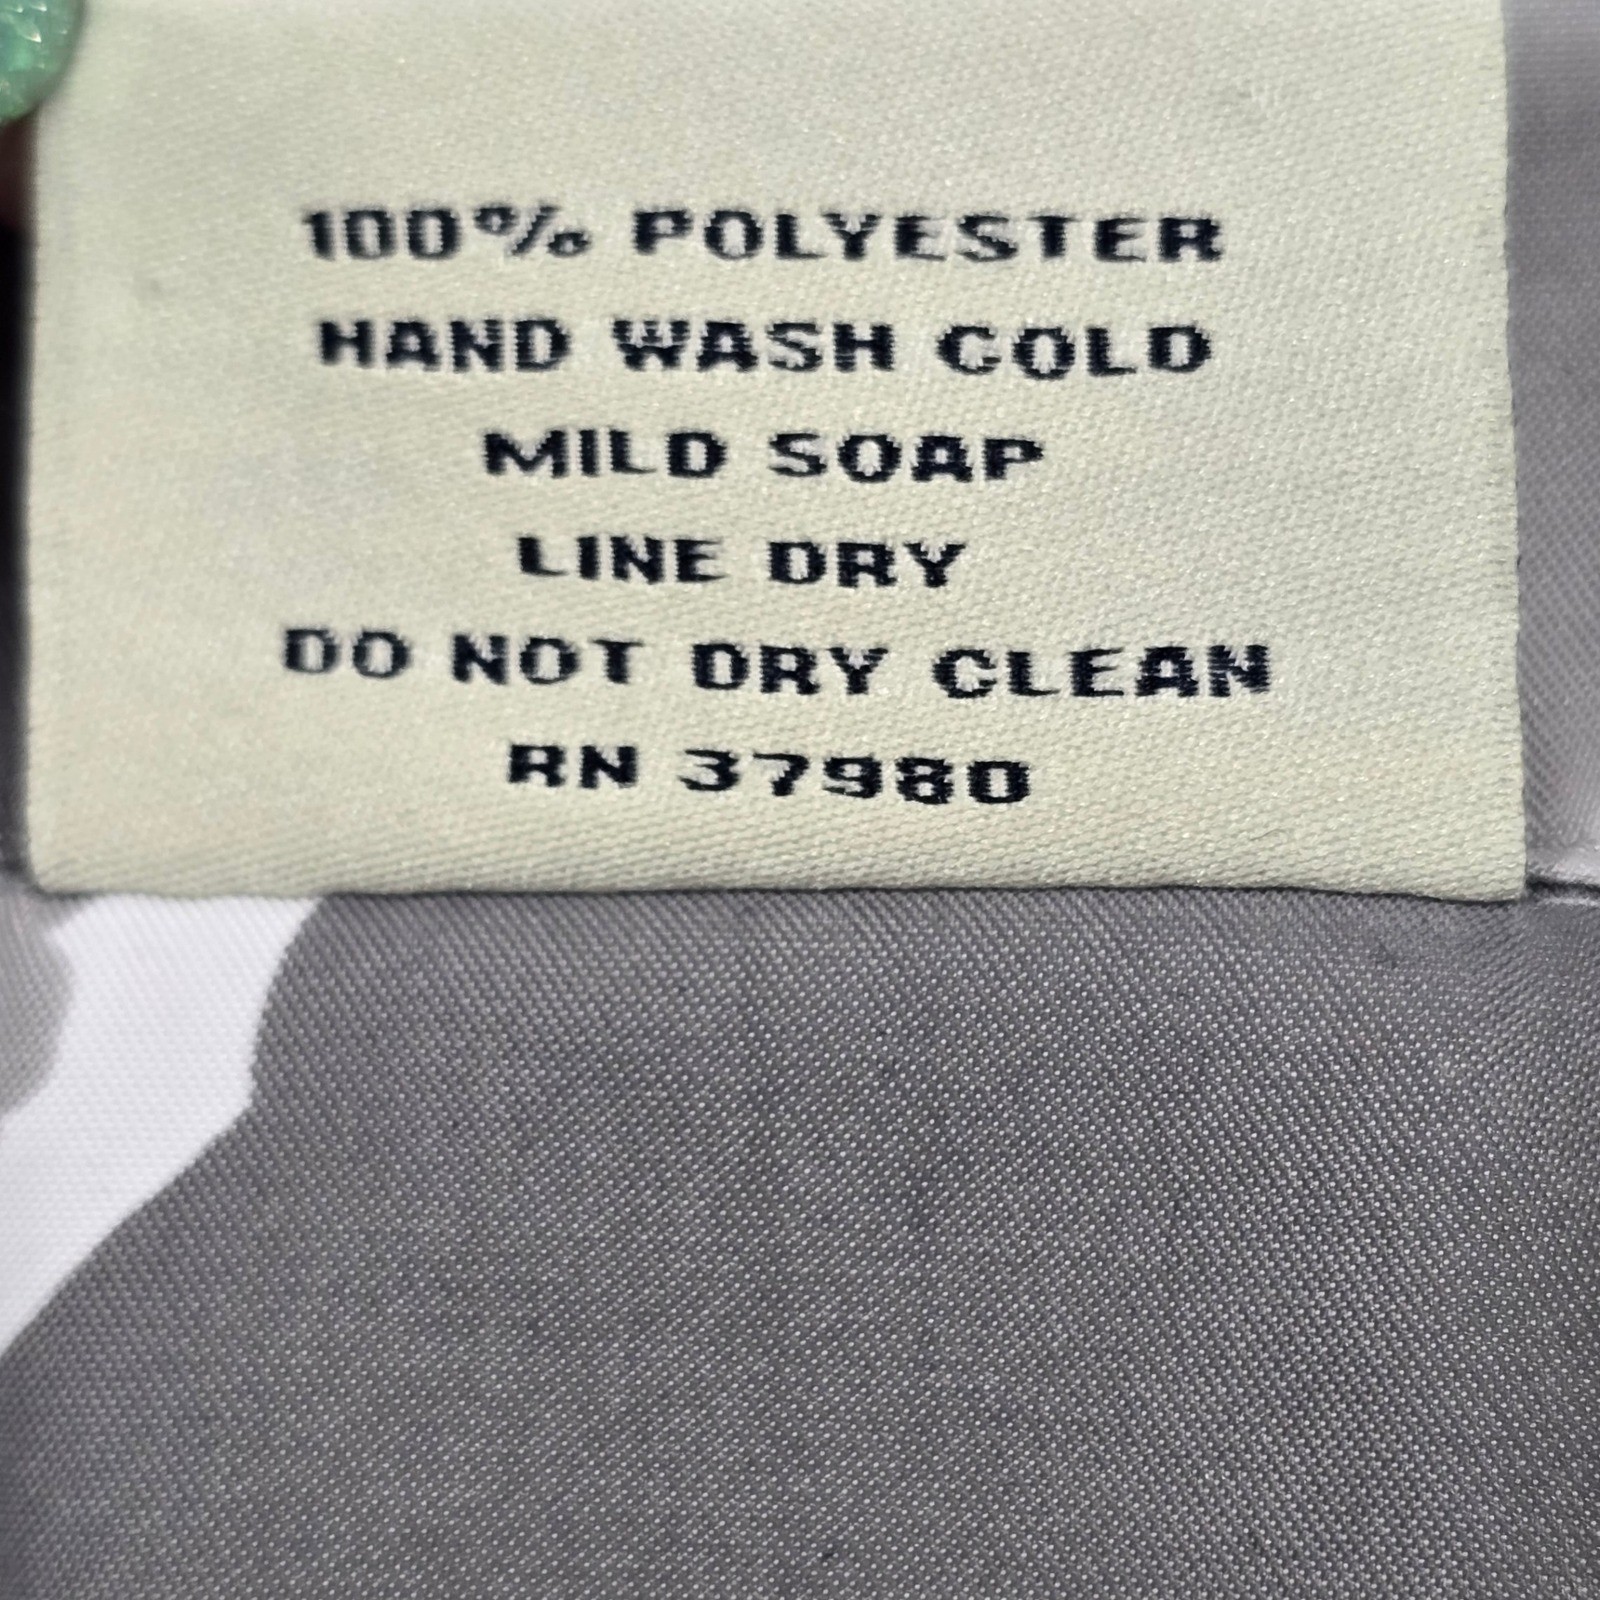 100% POLYESTER
HAND WASH COLD
MILD SOAP
LINE DRY
DO NOT DRY CLEAN
RN 37980